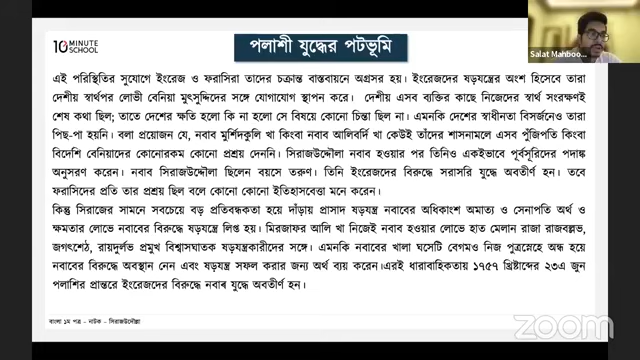 10 MINUTE SCHOOL
পলাশী যুদ্ধের পটভূমি
Salat Mahboo...
এই পরিস্থিতির সুযোগে ইংরেজ ও ফরাসিরা তাদের চক্রান্ত বাস্তবায়নে অগ্রসর হয়। ইংরেজদের ষড়যন্ত্রের অংশ হিসেবে তারা
দেশীয় স্বার্থপর লোভী বেনিয়া মুৎসুদ্দিদের সঙ্গে যোগাযোগ স্থাপন করে। দেশীয় এসব ব্যক্তির কাছে নিজেদের স্বার্থ সংরক্ষণই
শেষ কথা ছিল; তাতে দেশের ক্ষতি হলো কি না হলো সে বিষয়ে কোনো চিন্তা ছিল না। এমনকি দেশের স্বাধীনতা বিসর্জনেও তারা
পিছ-পা হয়নি। বলা প্রয়োজন যে, নবাব মুর্শিদকুলি খা কিংবা নবাব আলিবর্দি খা কেউই তাঁদের শাসনামলে এসব পুঁজিপতি কিংবা
বিদেশি বেনিয়াদের কোনোরকম কোনো প্রশ্রয় দেননি। সিরাজউদ্দৌলা নবাব হওয়ার পর তিনিও একইভাবে পূর্বসূরিদের পদাঙ্ক
অনুসরণ করেন। নবাব সিরাজউদ্দৌলা ছিলেন বয়সে তরুণ। তিনি ইংরেজদের বিরুদ্ধে সরাসরি যুদ্ধে অবতীর্ণ হন। তবে
ফরাসিদের প্রতি তার প্রশ্রয় ছিল বলে কোনো কোনো ইতিহাসবেত্তা মনে করেন।
কিন্তু সিরাজের সামনে সবচেয়ে বড় প্রতিবন্ধকতা হয়ে দাঁড়ায় প্রাসাদ ষড়যন্ত্র নবাবের অধিকাংশ অমাত্য ও সেনাপতি অর্থ ও
ক্ষমতার লোভে নবাবের বিরুদ্ধে ষড়যন্ত্রে লিপ্ত হয়। মিরজাফর আলি খা নিজেই নবাব হওয়ার লোভে হাত মেলান রাজা রাজবল্লভ,
জগৎশেঠ, রায়দুর্লভ প্রমুখ বিশ্বাসঘাতক ষড়যন্ত্রকারীদের সঙ্গে। এমনকি নবাবের খালা ঘসেটি বেগমও নিজ পুত্রস্নেহে অন্ধ হয়ে
নবাবের বিরুদ্ধে অবস্থান নেন এবং ষড়যন্ত্র সফল করার জন্য অর্থ ব্যয় করেন।এরই ধারাবাহিকতায় ১৭৫৭ খ্রিষ্টাব্দের ২৩এ জুন
পলাশির প্রান্তরে ইংরেজদের বিরুদ্ধে নবাব যুদ্ধে অবতীর্ণ হন।
বাংলা ১ম পত্র – নাটক – সিরাজউদ্দৌলা
zoom